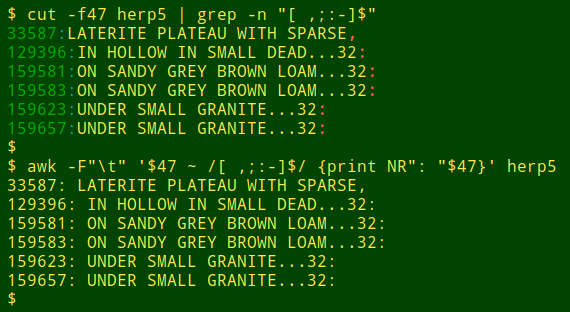 $ cut -f47 herp5 | grep -n "[ ,;:-]$"
33587:LATERITE PLATEAU WITH SPARSE,
129396:IN HOLLOW IN SMALL DEAD...32:
159581:ON SANDY GREY BROWN LOAM...32:
159583:ON SANDY GREY BROWN LOAM...32:
159623:UNDER SMALL GRANITE...32:
159657:UNDER SMALL GRANITE...32:
$
$ awk -F"\t" '$47 ~ /[ ,;:-]$/ {print NR": "$47}' herp5
33587: LATERITE PLATEAU WITH SPARSE,
129396: IN HOLLOW IN SMALL DEAD...32:
159581: ON SANDY GREY BROWN LOAM...32:
159583: ON SANDY GREY BROWN LOAM...32:
159623: UNDER SMALL GRANITE...32:
159657: UNDER SMALL GRANITE...32:
$